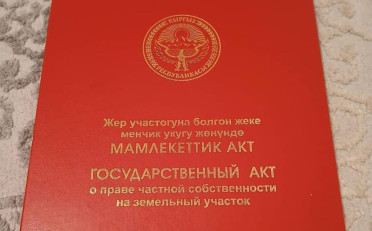 Жер участогуна болгон жеке
менчик укугу жөнүндө
МАМЛЕКЕТТИК АКТ
ГОСУДАРСТВЕННЫЙ АКТ
о праве частной собственности
на земельный участок